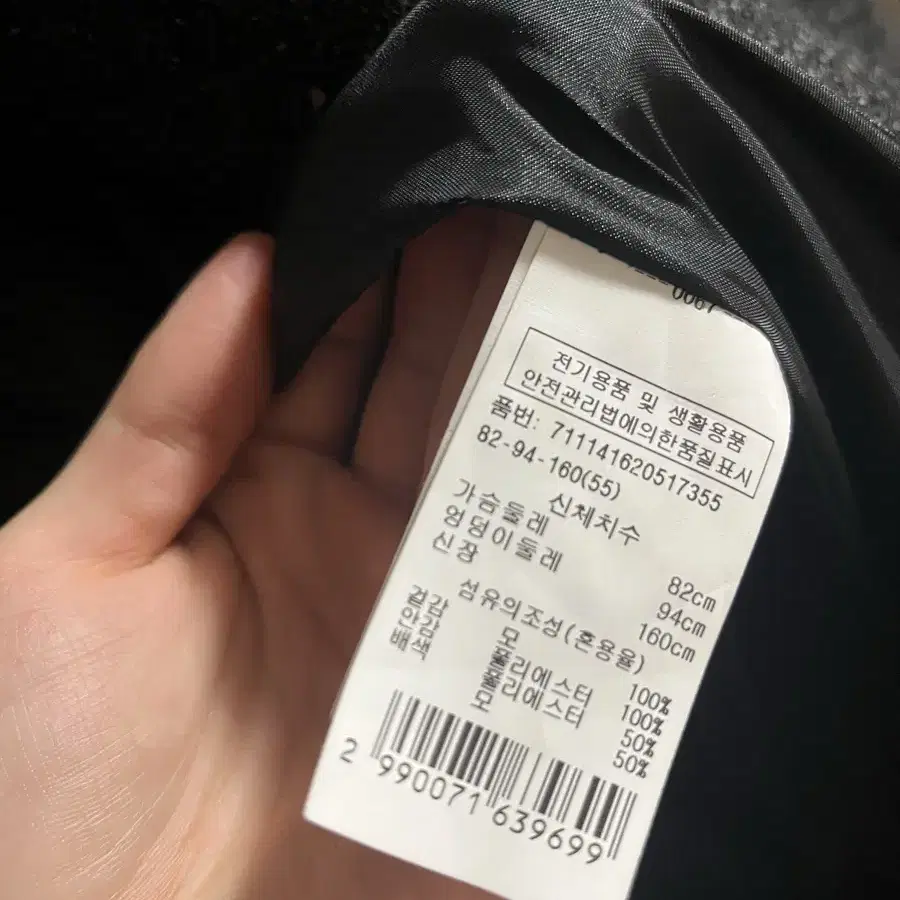 0067
전기용품 및 생활용품
안전관리법에의한품질표시
품번: 711141620517355
82-94-160(55)
신체치수
가슴둘레 82cm
엉덩이둘레 94cm
신장 160cm
섬유의조성(혼용율)
겉감 모 100%
안감 폴리에스터 100%
배색 폴리에스터 50%
모 50%
2 990071 639699